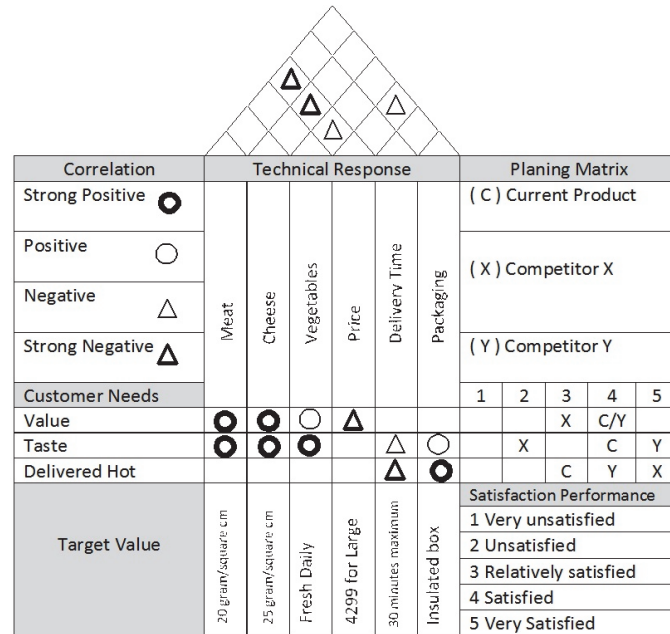 Correlation Technical Response Planing Matrix
Strong Positive
Positive
Negative
Strong Negative
Meat
Cheese
Vegetables
Price
Delivery Time
Packaging
( C ) Current Product
( X ) Competitor X
( Y ) Competitor Y
Customer Needs 1 2 3 4 5
Value X C/Y
Taste X C Y
Delivered Hot C Y X
Target Value
20 gram/square cm
25 gram/square cm
Fresh Daily
4299 for Large
30 minutes maximum
Insulated box
Satisfaction Performance
1 Very unsatisfied
2 Unsatisfied
3 Relatively satisfied
4 Satisfied
5 Very Satisfied